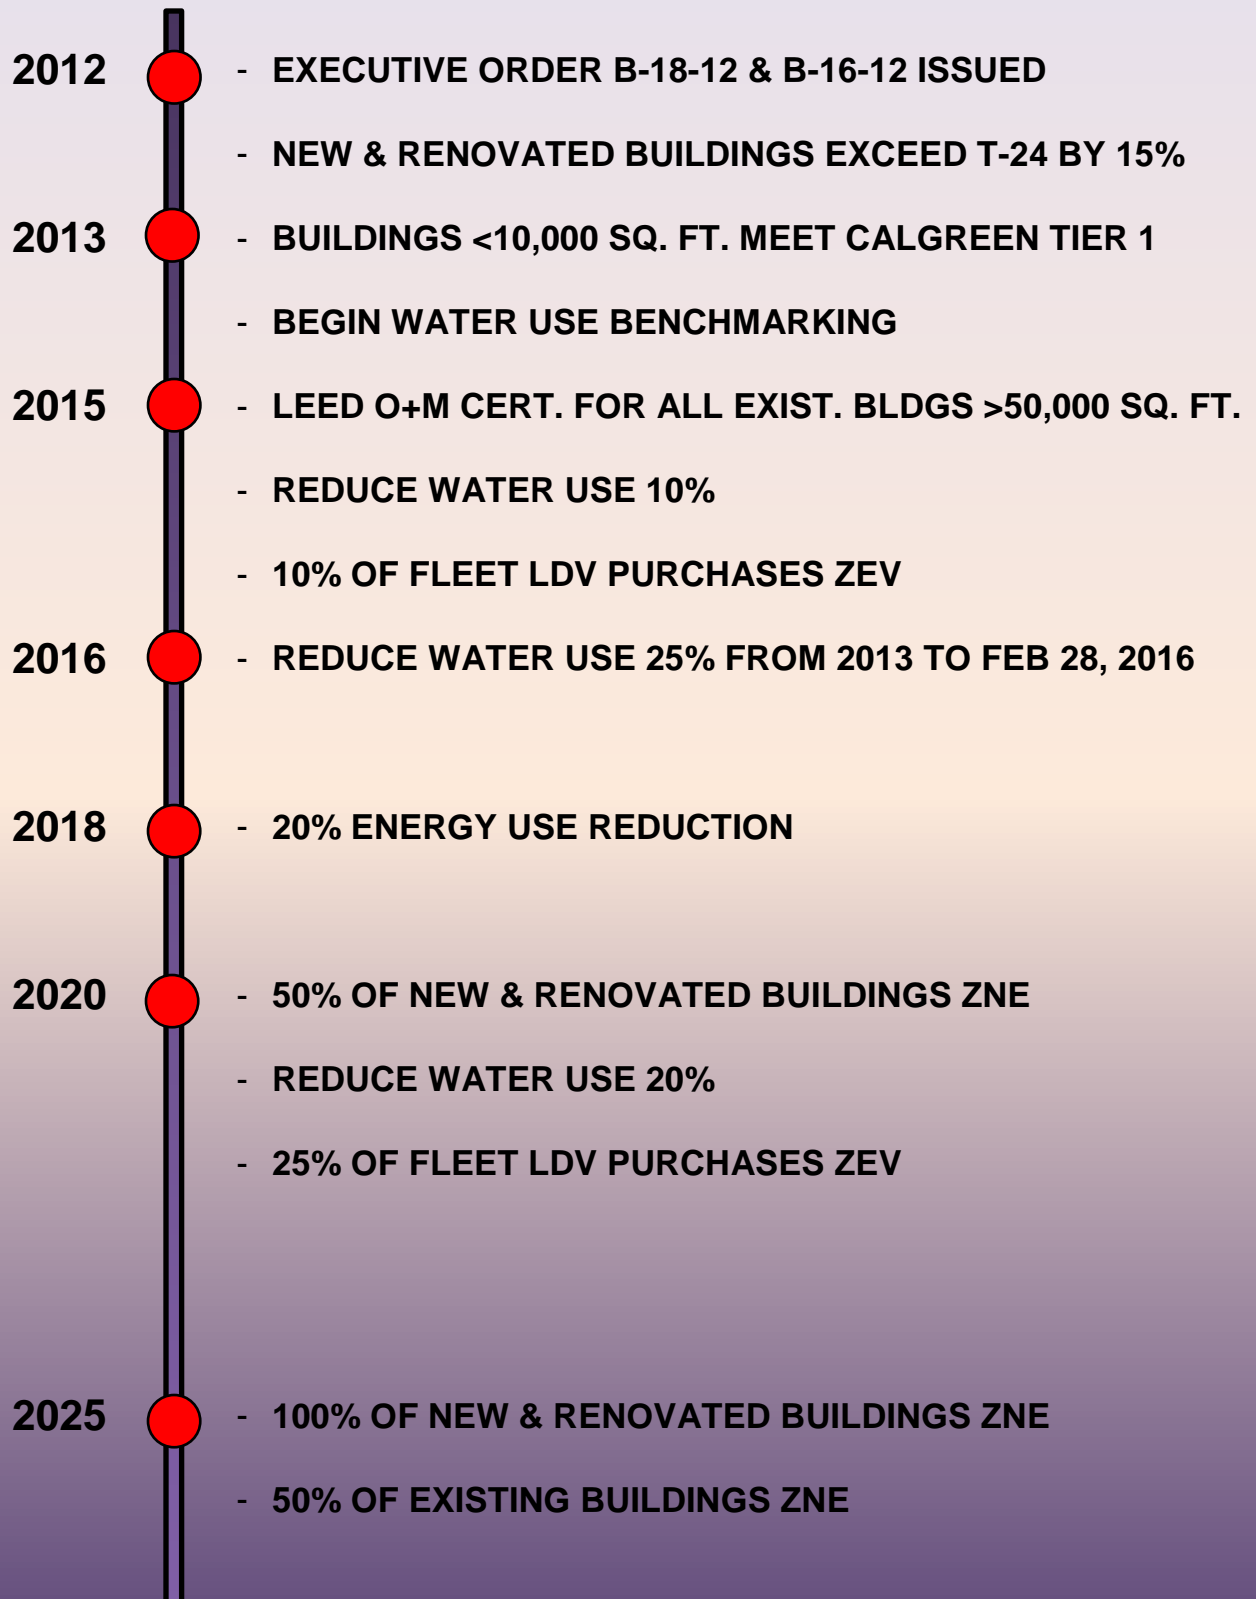 2012 - EXECUTIVE ORDER B-18-12 & B-16-12 ISSUED
- NEW & RENOVATED BUILDINGS EXCEED T-24 BY 15%
2013 - BUILDINGS <10,000 SQ. FT. MEET CALGREEN TIER 1
- BEGIN WATER USE BENCHMARKING
2015 - LEED O+M CERT. FOR ALL EXIST. BLDGS >50,000 SQ. FT.
- REDUCE WATER USE 10%
- 10% OF FLEET LDV PURCHASES ZEV
2016 - REDUCE WATER USE 25% FROM 2013 TO FEB 28, 2016
2018 - 20% ENERGY USE REDUCTION
2020 - 50% OF NEW & RENOVATED BUILDINGS ZNE
- REDUCE WATER USE 20%
- 25% OF FLEET LDV PURCHASES ZEV
2025 - 100% OF NEW & RENOVATED BUILDINGS ZNE
- 50% OF EXISTING BUILDINGS ZNE